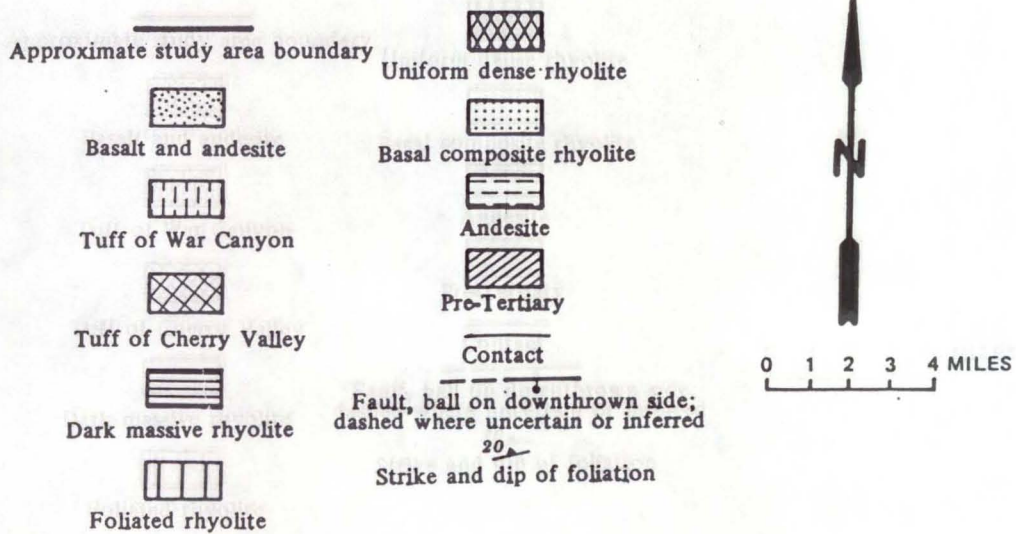 Approximate study area boundary
Basalt and andesite
Tuff of War Canyon
Tuff of Cherry Valley
Dark massive rhyolite
Foliated rhyolite
Uniform dense rhyolite
Basal composite rhyolite
Andesite
Pre-Tertiary
Contact
Fault, ball on downthrown side;
dashed where uncertain or inferred
20
Strike and dip of foliation
N
0 1 2 3 4 MILES